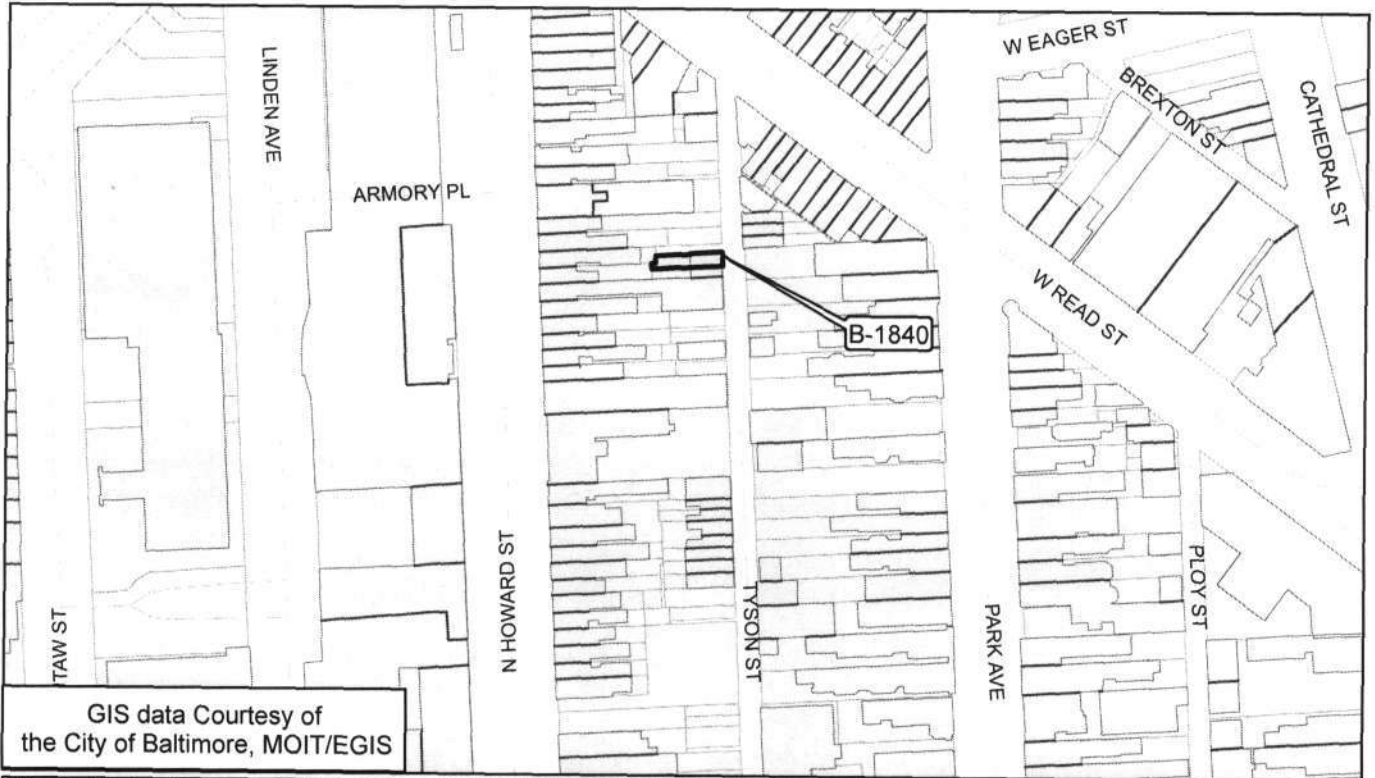 W EAGER ST
LINDEN AVE
BREXTON ST
CATHEDRAL ST
ARMORY PL
W READ ST
B-1840
N HOWARD ST
PLOY ST
TYSON ST
PARK AVE
TAW ST
GIS data Courtesy of
the City of Baltimore, MOIT/EGIS